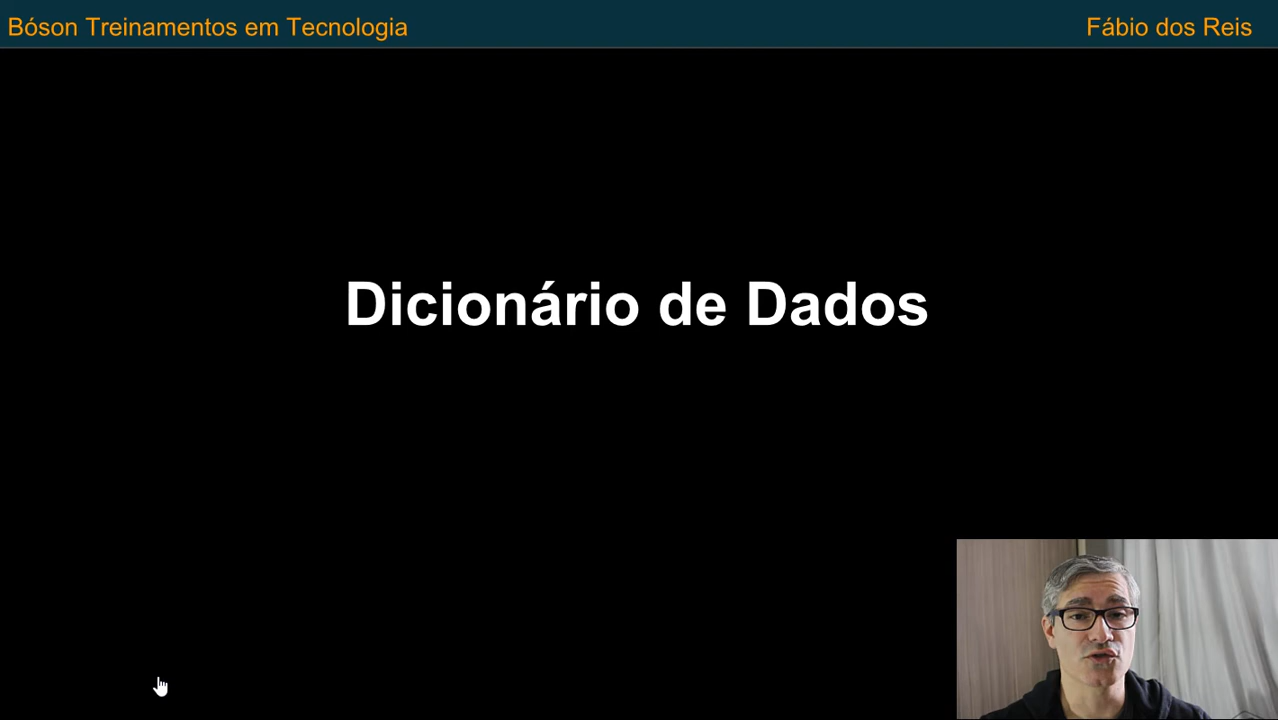 Bóson Treinamentos em Tecnologia
Fábio dos Reis
Dicionário de Dados